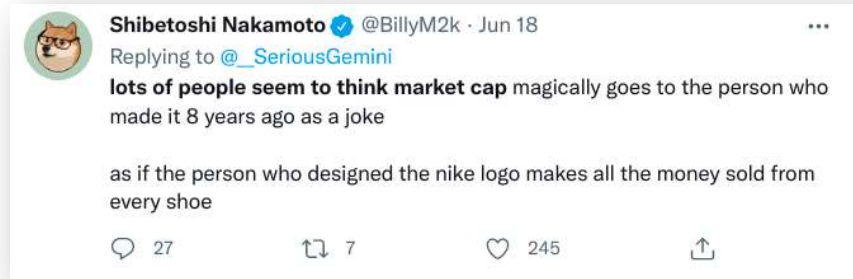 Shibetoshi Nakamoto @BillyM2k · Jun 18
Replying to @__SeriousGemini
lots of people seem to think market cap magically goes to the person who
made it 8 years ago as a joke
as if the person who designed the nike logo makes all the money sold from
every shoe
27 7 245